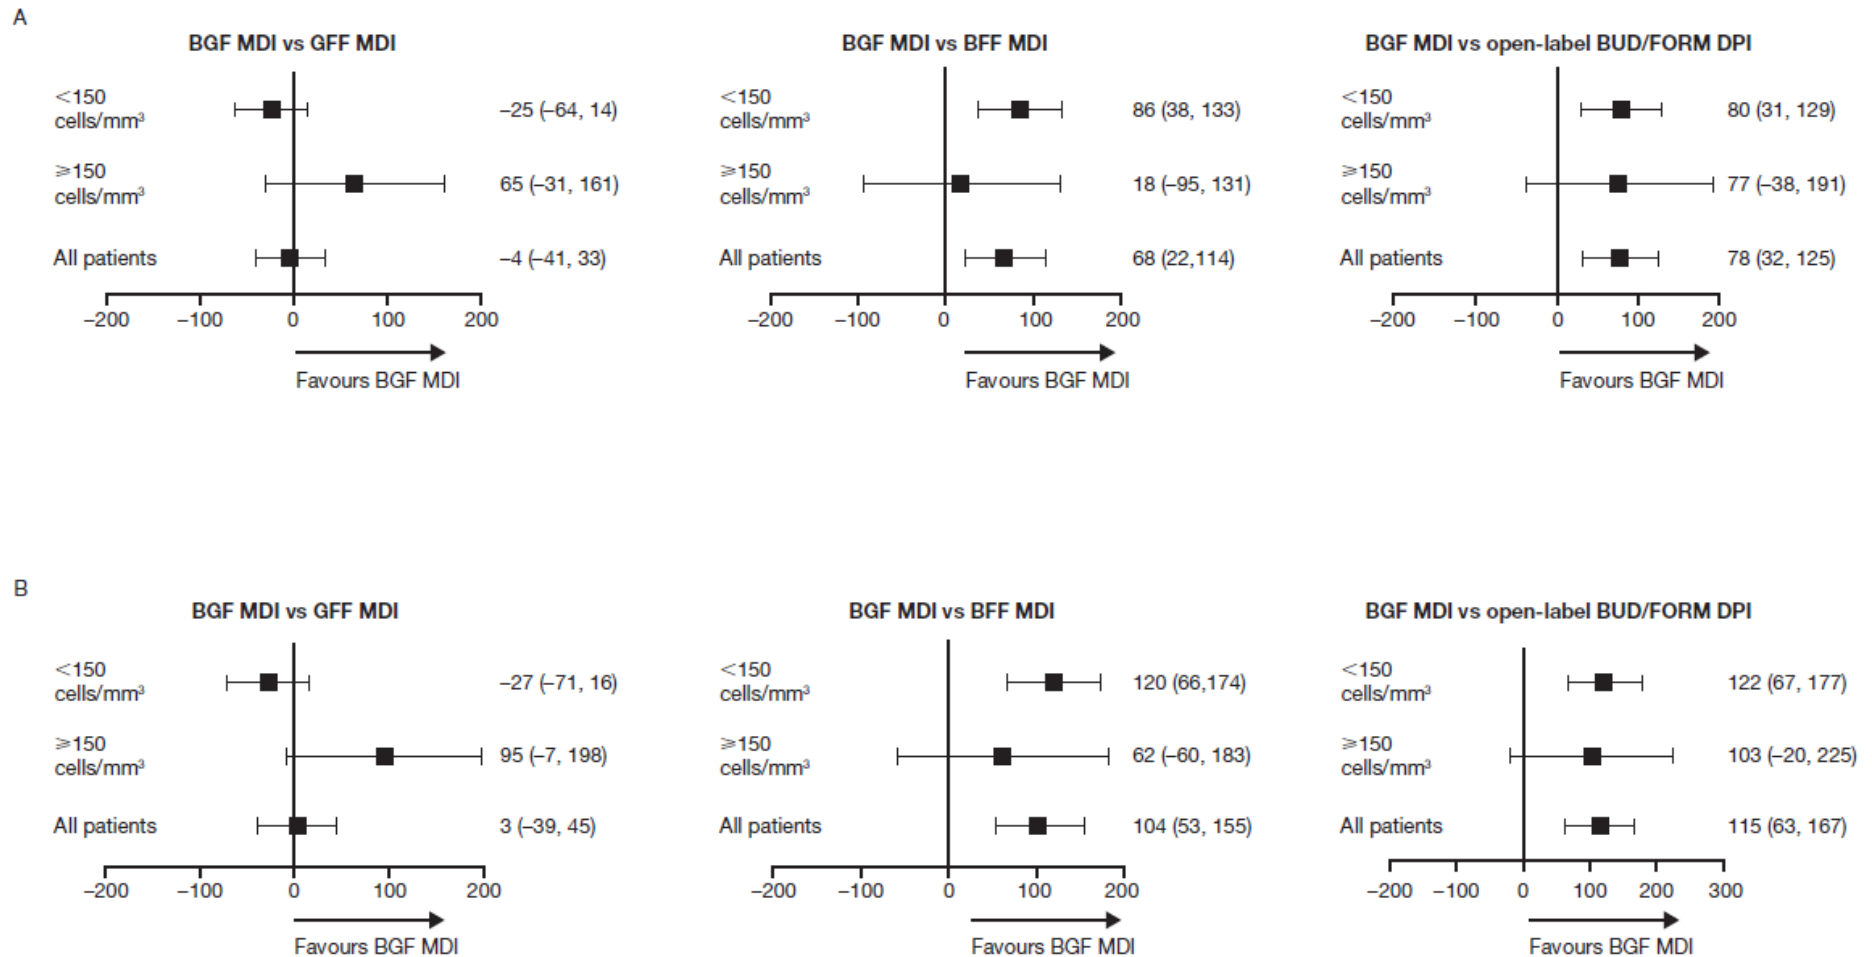 A
BGF MDI vs GFF MDI
<150
cells/mm³
–25 (–64, 14)
⩾150
cells/mm³
65 (–31, 161)
All patients
–4 (–41, 33)
–200 –100 0 100 200
Favours BGF MDI
BGF MDI vs BFF MDI
<150
cells/mm³
86 (38, 133)
⩾150
cells/mm³
18 (–95, 131)
All patients
68 (22,114)
–200 –100 0 100 200
Favours BGF MDI
BGF MDI vs open-label BUD/FORM DPI
<150
cells/mm³
80 (31, 129)
⩾150
cells/mm³
77 (–38, 191)
All patients
78 (32, 125)
–200 –100 0 100 200
Favours BGF MDI
B
BGF MDI vs GFF MDI
<150
cells/mm³
–27 (–71, 16)
⩾150
cells/mm³
95 (–7, 198)
All patients
3 (–39, 45)
–200 –100 0 100 200
Favours BGF MDI
BGF MDI vs BFF MDI
<150
cells/mm³
120 (66,174)
⩾150
cells/mm³
62 (–60, 183)
All patients
104 (53, 155)
–200 –100 0 100 200
Favours BGF MDI
BGF MDI vs open-label BUD/FORM DPI
<150
cells/mm³
122 (67, 177)
⩾150
cells/mm³
103 (–20, 225)
All patients
115 (63, 167)
–200 –100 0 100 200 300
Favours BGF MDI